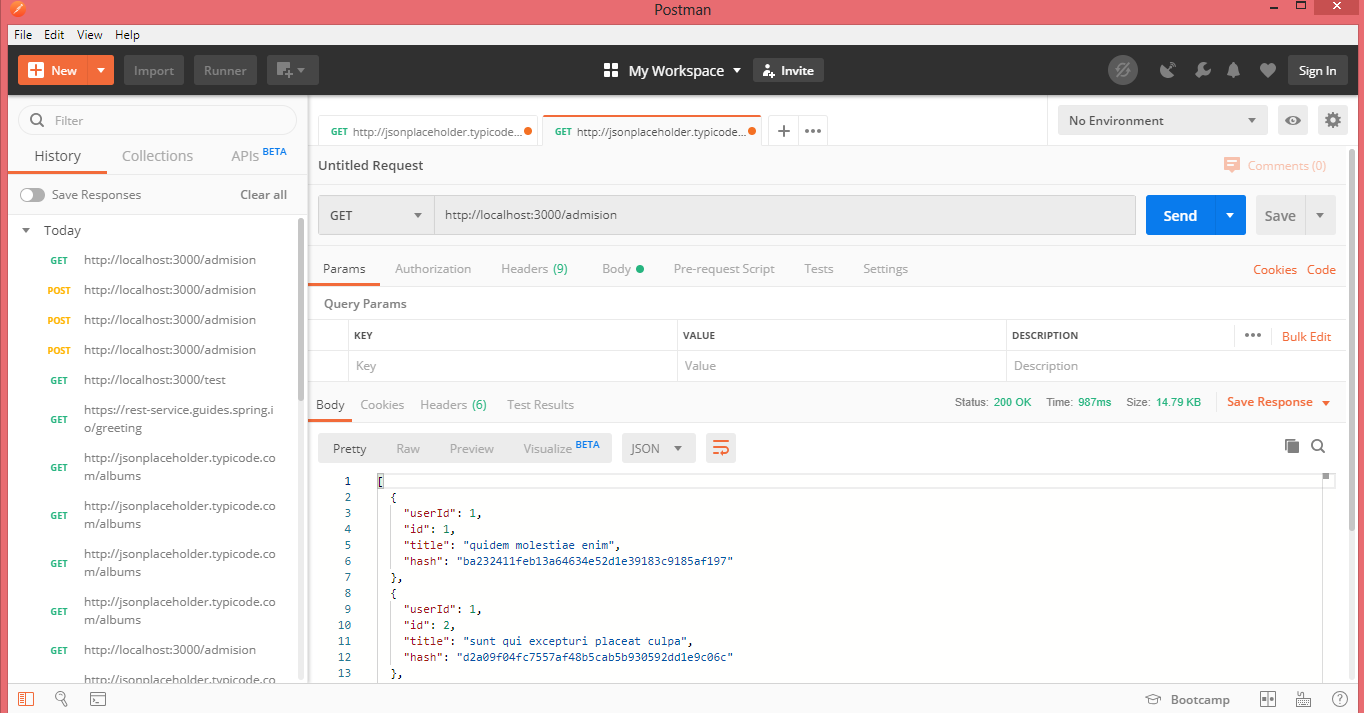 Postman
File Edit View Help
New Import Runner My Workspace Invite Sign In
Filter
History Collections APIs BETA
Save Responses Clear all
Today
GET http://localhost:3000/admision
POST http://localhost:3000/admision
POST http://localhost:3000/admision
POST http://localhost:3000/admision
GET http://localhost:3000/test
GET https://rest-service.guides.spring.i
o/greeting
GET http://jsonplaceholder.typicode.co
m/albums
GET http://jsonplaceholder.typicode.co
m/albums
GET http://jsonplaceholder.typicode.co
m/albums
GET http://jsonplaceholder.typicode.co
m/albums
GET http://localhost:3000/admision
http://jsonplaceholder.typicode.co
GET http://jsonplaceholder.typicode... GET http://jsonplaceholder.typicode... No Environment
Untitled Request Comments (0)
GET http://localhost:3000/admision Send Save
Params Authorization Headers (9) Body Pre-request Script Tests Settings Cookies Code
Query Params
KEY VALUE DESCRIPTION Bulk Edit
Key Value Description
Body Cookies Headers (6) Test Results Status: 200 OK Time: 987ms Size: 14.79 KB Save Response
Pretty Raw Preview Visualize BETA JSON
1 [
2 {
3 "userId": 1,
4 "id": 1,
5 "title": "quidem molestiae enim",
6 "hash": "ba232411feb13a64634e52d1e39183c9185af197"
7 },
8 {
9 "userId": 1,
10 "id": 2,
11 "title": "sunt qui excepturi placeat culpa",
12 "hash": "d2a09f04fc7557af48b5cab5b930592dd1e9c06c"
13 },
Bootcamp